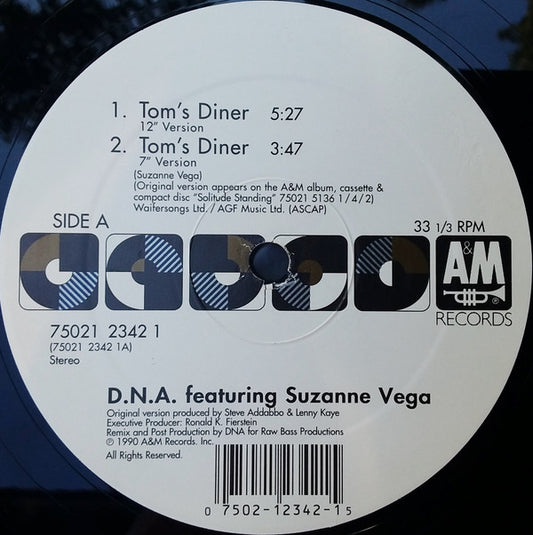 1. Tom's Diner 5:27
12" Version
2. Tom's Diner 3:47
7" Version
(Suzanne Vega)
(Original version appears on the A&M album, cassette &
compact disc "Solitude Standing" 75021 5136 1/4/2)
Waifersongs Ltd. / AGF Music Ltd. (ASCAP)
SIDE A
33 1/3 RPM
A&M
®
RECORDS
75021 2342 1
(75021 2342 1A)
Stereo
D.N.A. featuring Suzanne Vega
Original version produced by Steve Addabbo & Lenny Kaye
Executive Producer: Ronald K. Fierstein
Remix and Post Production by DNA for Raw Bass Productions
℗ 1990 A&M Records. Inc.
All Rights Reserved.
0 7502-12342-1 5